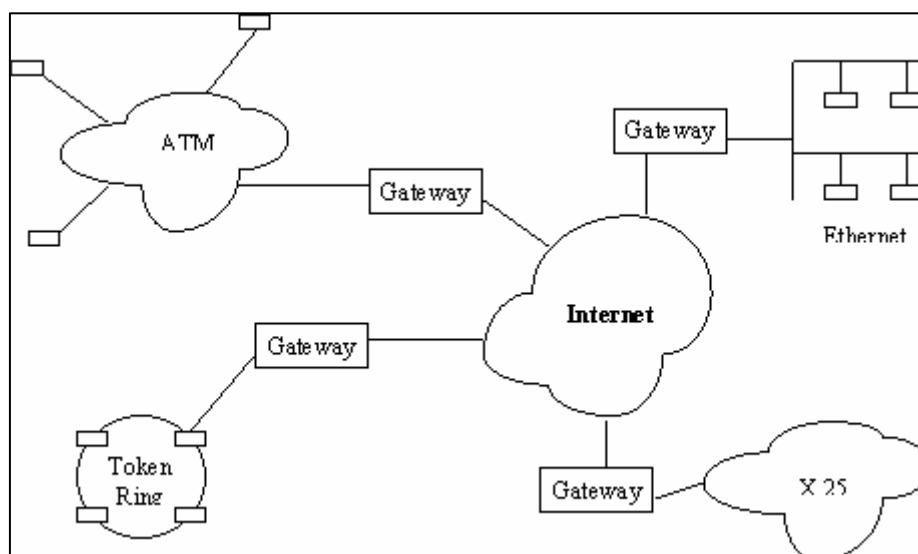 ATM
Gateway
Gateway
Ethernet
Internet
Gateway
Token
Ring
Gateway
X 25